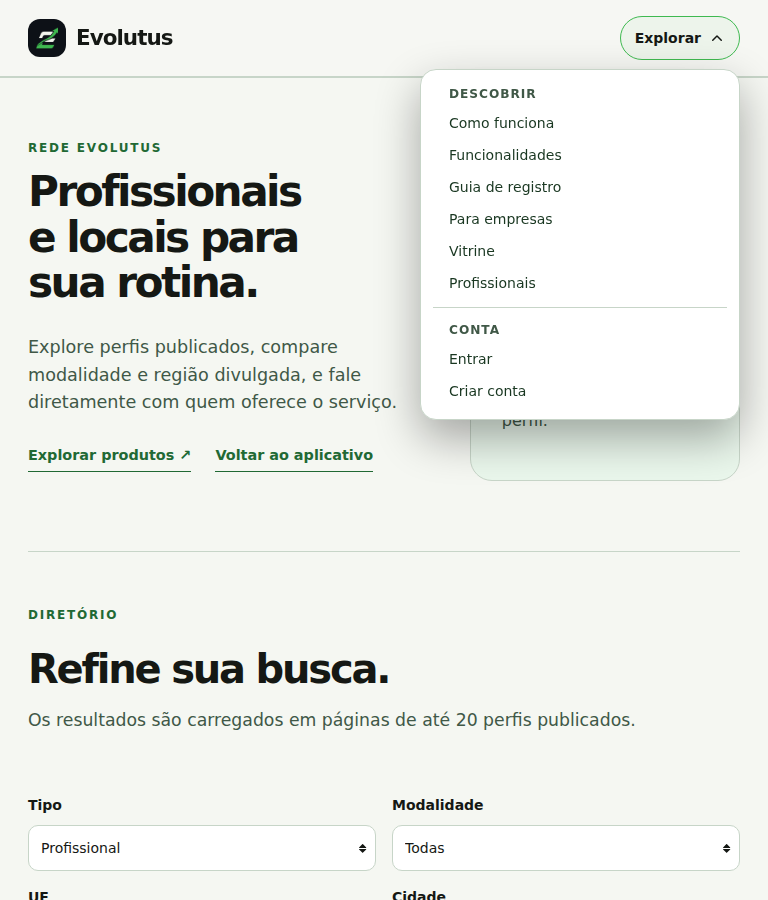 Evolutus
Explorar
DESCOBRIR
Como funciona
Funcionalidades
Guia de registro
Para empresas
Vitrine
Profissionais
CONTA
Entrar
Criar conta
REDE EVOLUTUS
Profissionais
e locais para
sua rotina.
Explore perfis publicados, compare
modalidade e região divulgada, e fale
diretamente com quem oferece o serviço.
Explorar produtos ↗ Voltar ao aplicativo
perfil.
DIRETÓRIO
Refine sua busca.
Os resultados são carregados em páginas de até 20 perfis publicados.
Tipo Modalidade
Profissional Todas
UF Cidade